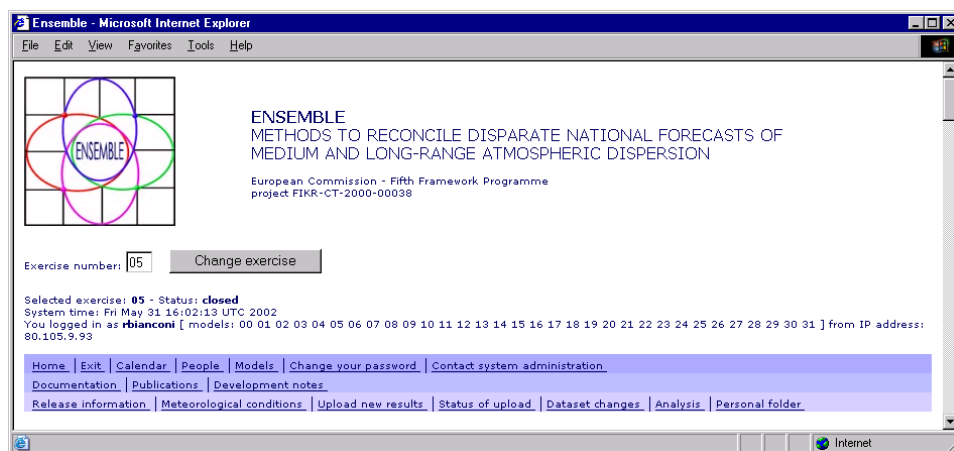 Ensemble - Microsoft Internet Explorer
File Edit View Favorites Tools Help
ENSEMBLE
ENSEMBLE
METHODS TO RECONCILE DISPARATE NATIONAL FORECASTS OF
MEDIUM AND LONG-RANGE ATMOSPHERIC DISPERSION
European Commission - Fifth Framework Programme
project FIKR-CT-2000-00038
Exercise number: 05 Change exercise
Selected exercise: 05 - Status: closed
System time: Fri May 31 16:02:13 UTC 2002
You logged in as rbianconi [ models: 00 01 02 03 04 05 06 07 08 09 10 11 12 13 14 15 16 17 18 19 20 21 22 23 24 25 26 27 28 29 30 31 ] from IP address:
80.105.9.93
Home | Exit | Calendar | People | Models | Change your password | Contact system administration
Documentation | Publications | Development notes
Release information | Meteorological conditions | Upload new results | Status of upload | Dataset changes | Analysis | Personal folder
Internet